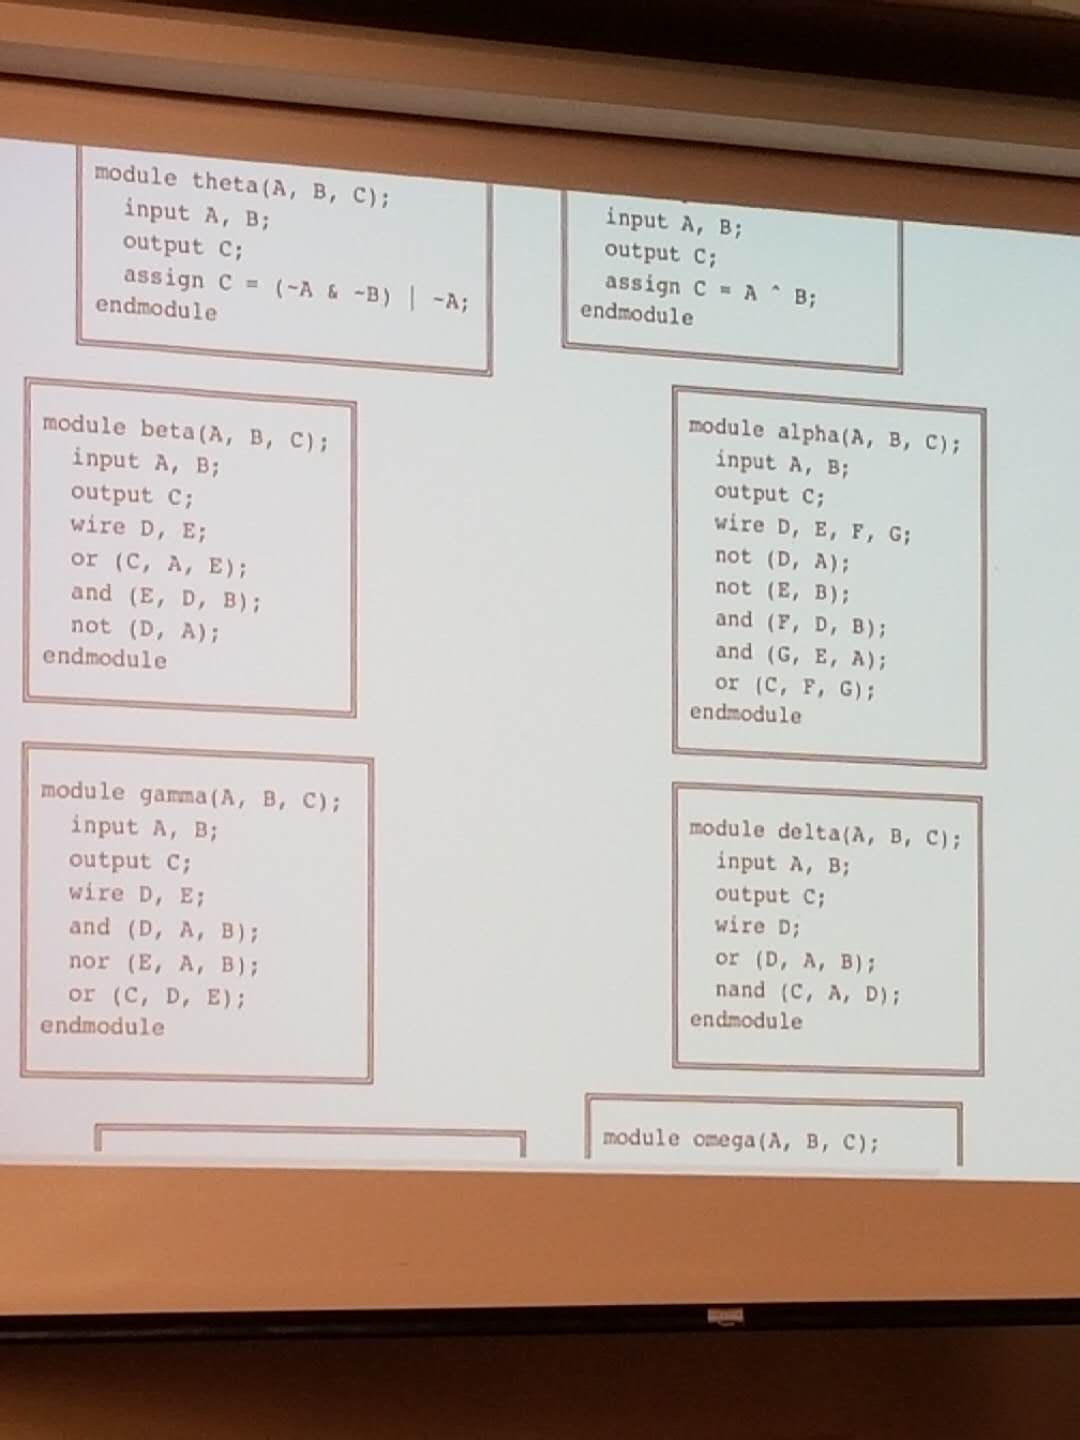 module theta(A, B, C);
input A, B;
output C;
assign C = (~A & ~B) | ~A;
endmodule
input A, B;
output C;
assign C = A ^ B;
endmodule
module beta(A, B, C);
input A, B;
output C;
wire D, E;
or (C, A, E);
and (E, D, B);
not (D, A);
endmodule
module alpha(A, B, C);
input A, B;
output C;
wire D, E, F, G;
not (D, A);
not (E, B);
and (F, D, B);
and (G, E, A);
or (C, F, G);
endmodule
module gamma(A, B, C);
input A, B;
output C;
wire D, E;
and (D, A, B);
nor (E, A, B);
or (C, D, E);
endmodule
module delta(A, B, C);
input A, B;
output C;
wire D;
or (D, A, B);
nand (C, A, D);
endmodule
module omega(A, B, C);